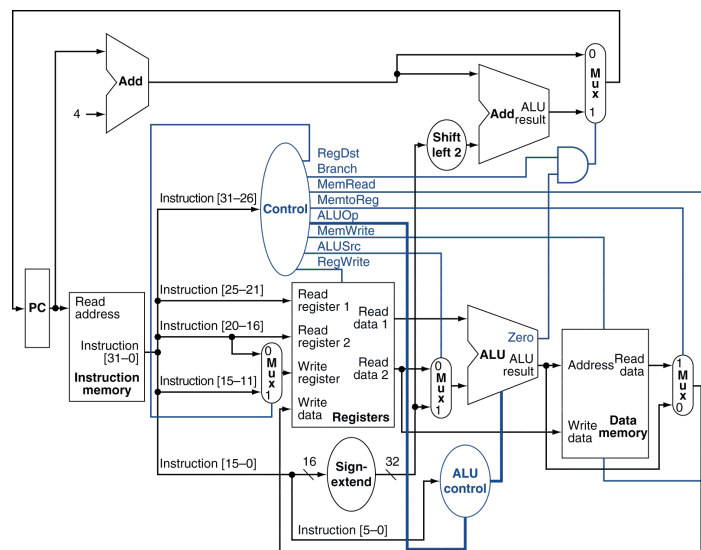 0
M
u
x
1
Add
4
Add
ALU
result
Shift
left 2
RegDst
Branch
MemRead
MemtoReg
ALUOp
MemWrite
ALUSrc
RegWrite
Control
Instruction [31–26]
Instruction [25–21]
Instruction [20–16]
Instruction [15–11]
Instruction [15–0]
Instruction [5–0]
PC
Read
address
Instruction
[31–0]
Instruction
memory
0
M
u
x
1
Read
register 1
Read
register 2
Write
register
Write
data
Read
data 1
Read
data 2
Registers
0
M
u
x
1
Zero
ALU
ALU
result
Address
Read
data
Write
data
Data
memory
1
M
u
x
0
16
Sign-
extend
32
ALU
control